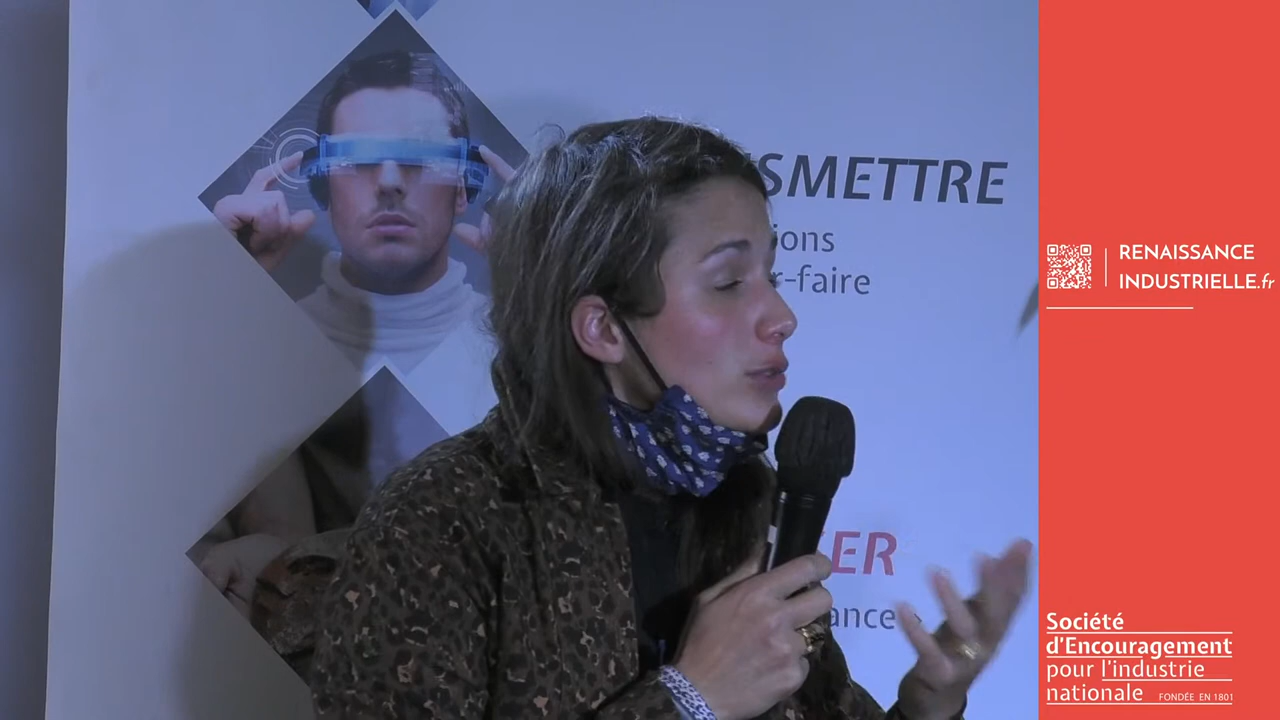 SMETTRE
ions
r-faire
ER
ance
RENAISSANCE
INDUSTRIELLE.fr
Société
d'Encouragement
pour l'industrie
nationale FONDÉE EN 1801